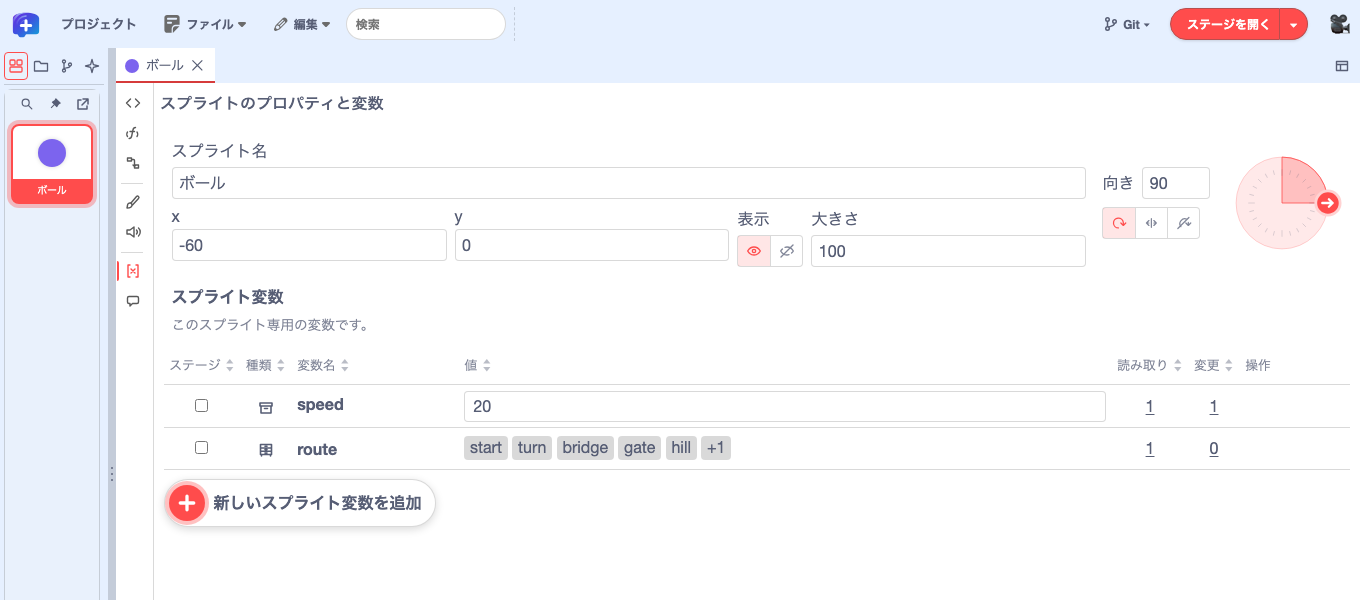 プロジェクト ファイル 編集 検索 Git ステージを開く
ボール
スプライトのプロパティと変数
ボール
スプライト名
ボール
向き 90
x y 表示 大きさ
-60 0 100
スプライト変数
このスプライト専用の変数です。
ステージ 種類 変数名 値 読み取り 変更 操作
speed 20 1 1
route start turn bridge gate hill +1 1 0
新しいスプライト変数を追加